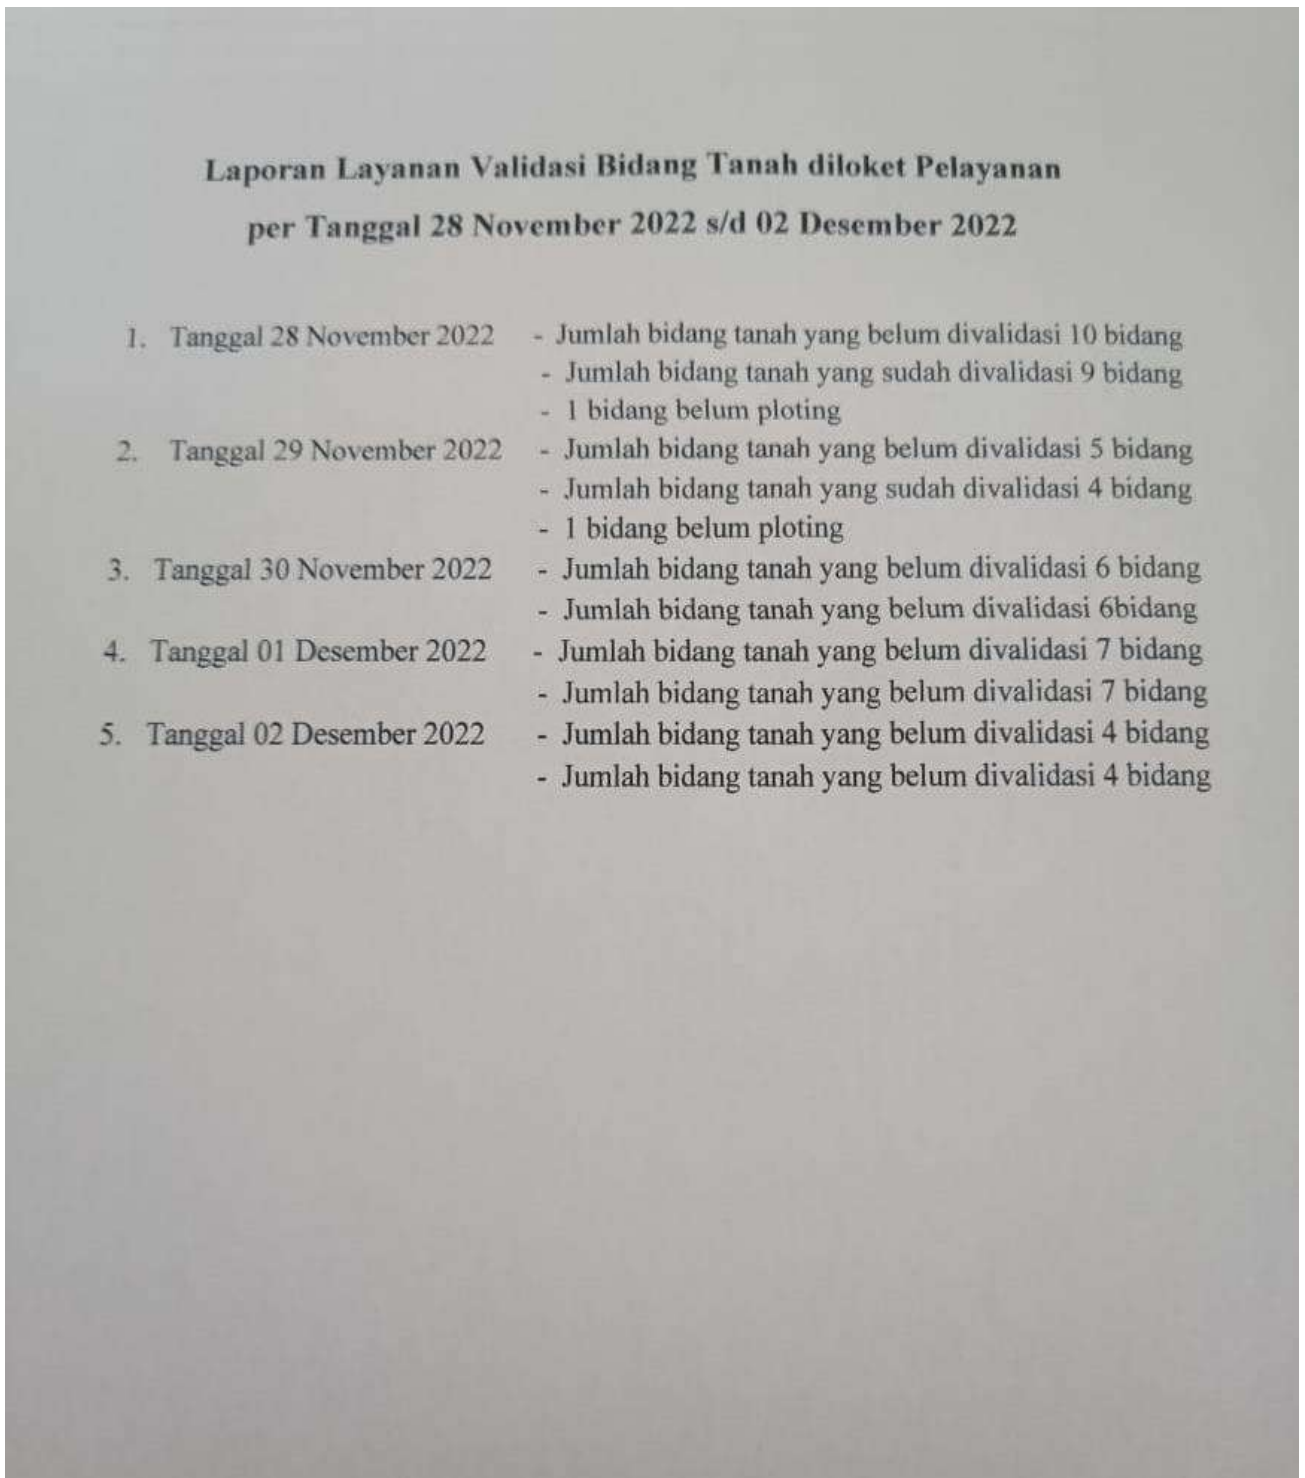 Laporan Layanan Validasi Bidang Tanah diloket Pelayanan
per Tanggal 28 November 2022 s/d 02 Desember 2022
1. Tanggal 28 November 2022 - Jumlah bidang tanah yang belum divalidasi 10 bidang
- Jumlah bidang tanah yang sudah divalidasi 9 bidang
- 1 bidang belum ploting
2. Tanggal 29 November 2022 - Jumlah bidang tanah yang belum divalidasi 5 bidang
- Jumlah bidang tanah yang sudah divalidasi 4 bidang
- 1 bidang belum ploting
3. Tanggal 30 November 2022 - Jumlah bidang tanah yang belum divalidasi 6 bidang
- Jumlah bidang tanah yang belum divalidasi 6bidang
4. Tanggal 01 Desember 2022 - Jumlah bidang tanah yang belum divalidasi 7 bidang
- Jumlah bidang tanah yang belum divalidasi 7 bidang
5. Tanggal 02 Desember 2022 - Jumlah bidang tanah yang belum divalidasi 4 bidang
- Jumlah bidang tanah yang belum divalidasi 4 bidang